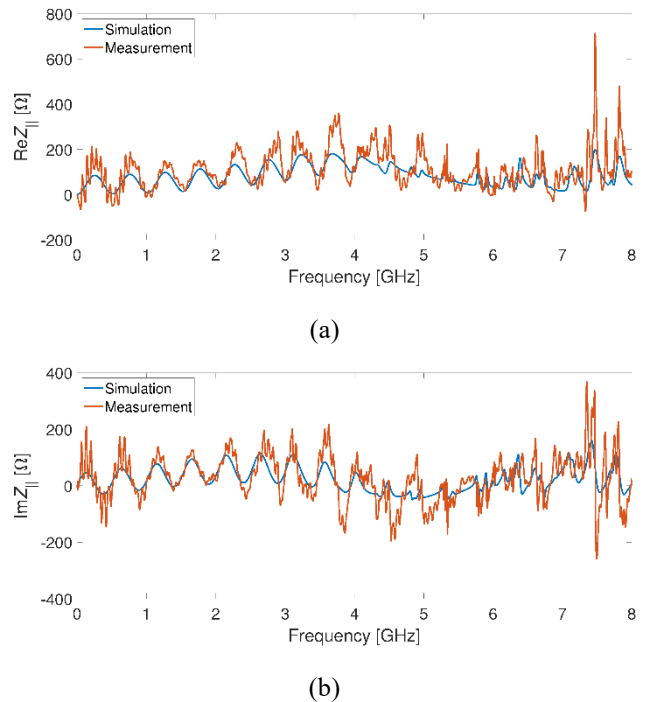 800
600
400
200
0
-200
ReZ||  [Ω]
Simulation
Measurement
0 1 2 3 4 5 6 7 8
Frequency [GHz]
(a)
400
200
0
-200
-400
ImZ||  [Ω]
Simulation
Measurement
0 1 2 3 4 5 6 7 8
Frequency [GHz]
(b)